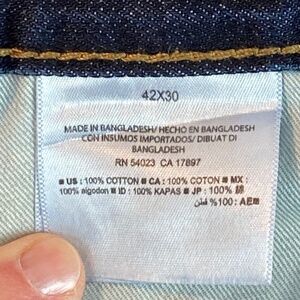 42X30
MADE IN BANGLADESH/ HECHO EN BANGLADESH
CON INSUMOS IMPORTADOS/ DIBUAT DI
BANGLADESH
RN 54023 CA 17897
■ US : 100% COTTON ■ CA : 100% COTON ■ MX :
100% algodon ■ ID : 100% KAPAS ■ JP : 100% 綿
■ AE : 100% قطن